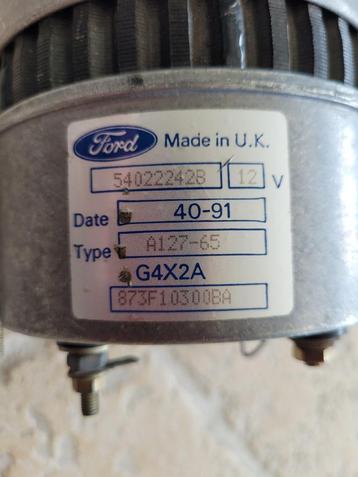 Ford Made in U.K.
54022242B 12 V
Date 40-91
Type A127-65
G4X2A
873F10300BA